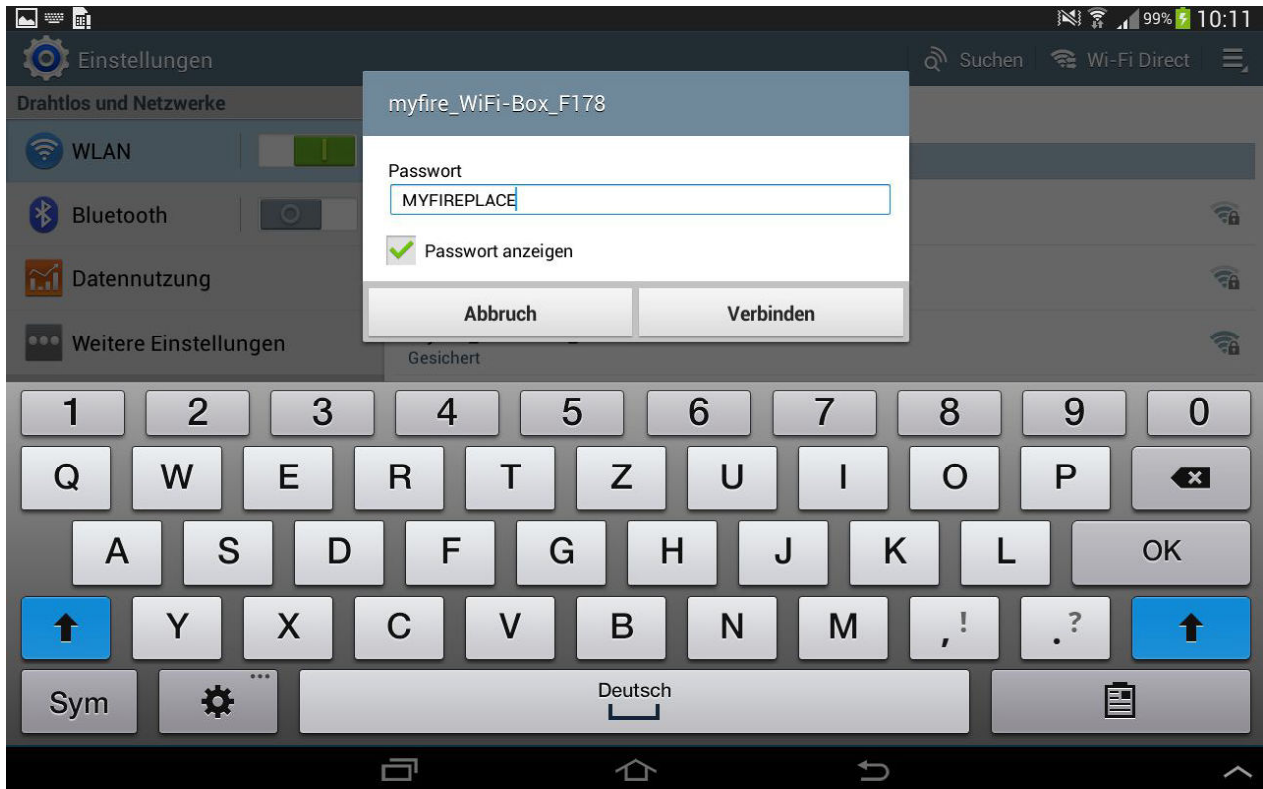 99% 10:11
Einstellungen
Suchen
Wi-Fi Direct
Drahtlos und Netzwerke
WLAN
Bluetooth
Datennutzung
Weitere Einstellungen
myfire_WiFi-Box_F178
Passwort
MYFIREPLACE
Passwort anzeigen
Abbruch
Verbinden
Gesichert
1 2 3 4 5 6 7 8 9 0
Q W E R T Z U I O P
A S D F G H J K L OK
Y X C V B N M , ! . ?
Sym
Deutsch